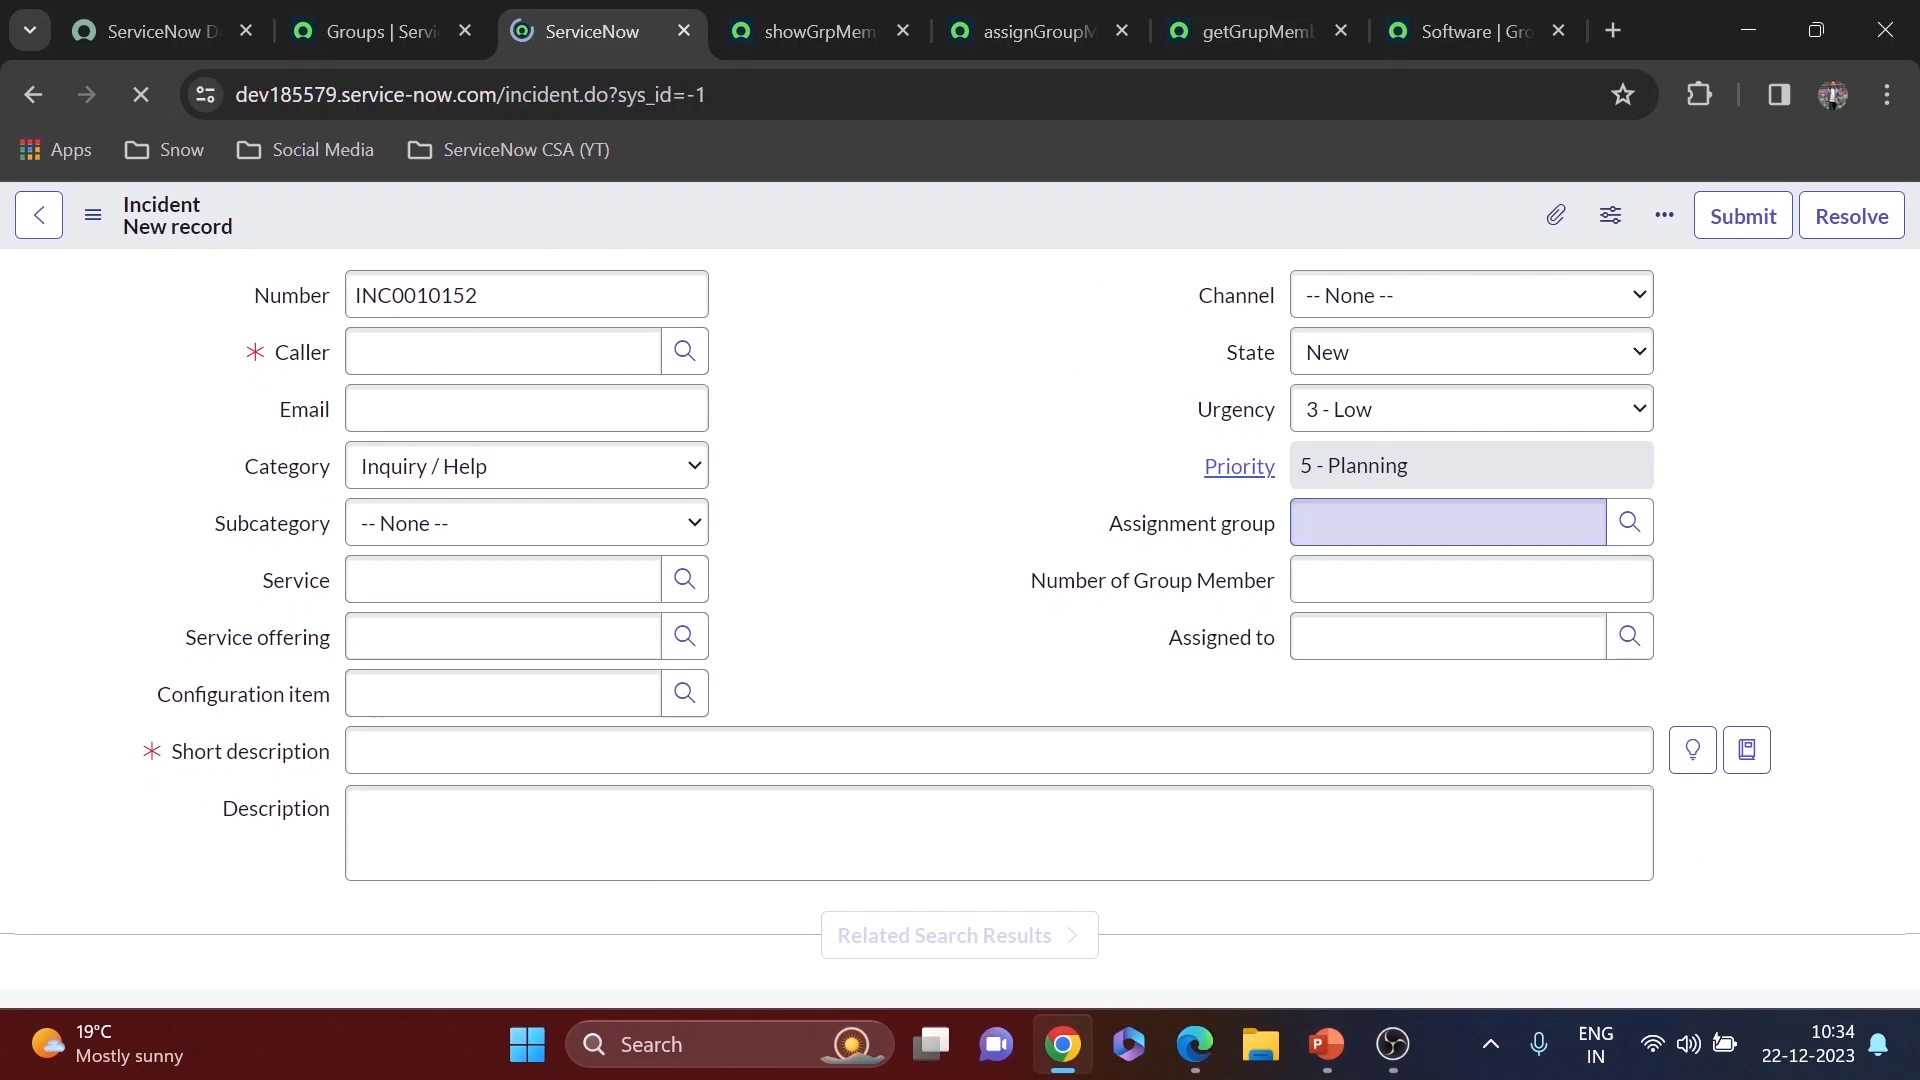 ServiceNow D
Groups | Servi
ServiceNow
showGrpMem
assignGroupM
getGrupMemb
Software | Gro
dev185579.service-now.com/incident.do?sys_id=-1
Apps
Snow
Social Media
ServiceNow CSA (YT)
Incident
New record
Submit
Resolve
Number
INC0010152
Channel
-- None --
Caller
State
New
Email
Urgency
3 - Low
Category
Inquiry / Help
Priority
5 - Planning
Subcategory
-- None --
Assignment group
Service
Number of Group Member
Service offering
Assigned to
Configuration item
Short description
Description
Related Search Results
19°C
Mostly sunny
Search
ENG
IN
10:34
22-12-2023